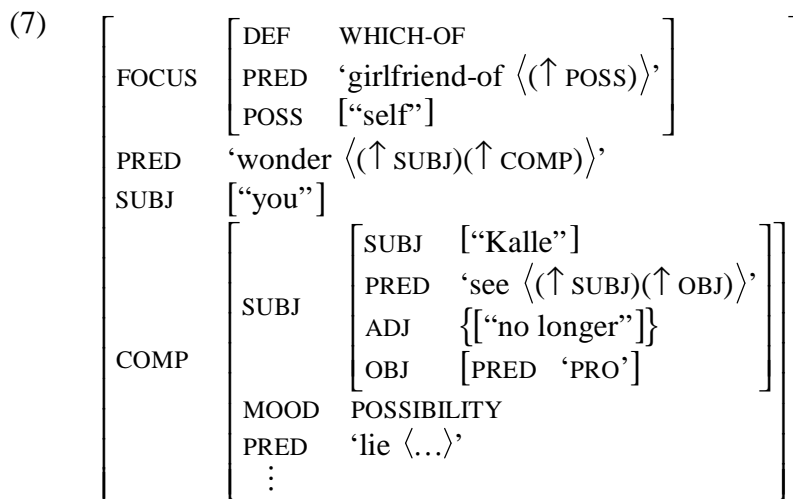 (7)
DEF WHICH-OF
FOCUS PRED ‘girlfriend-of ⟨(↑ POSS)⟩’
POSS [“self”]
PRED ‘wonder ⟨(↑ SUBJ)(↑ COMP)⟩’
SUBJ [“you”]
SUBJ [“Kalle”]
SUBJ PRED ‘see ⟨(↑ SUBJ)(↑ OBJ)⟩’
ADJ {[“no longer”]}
COMP OBJ [PRED ‘PRO’]
MOOD POSSIBILITY
PRED ‘lie ⟨…⟩’
⋮